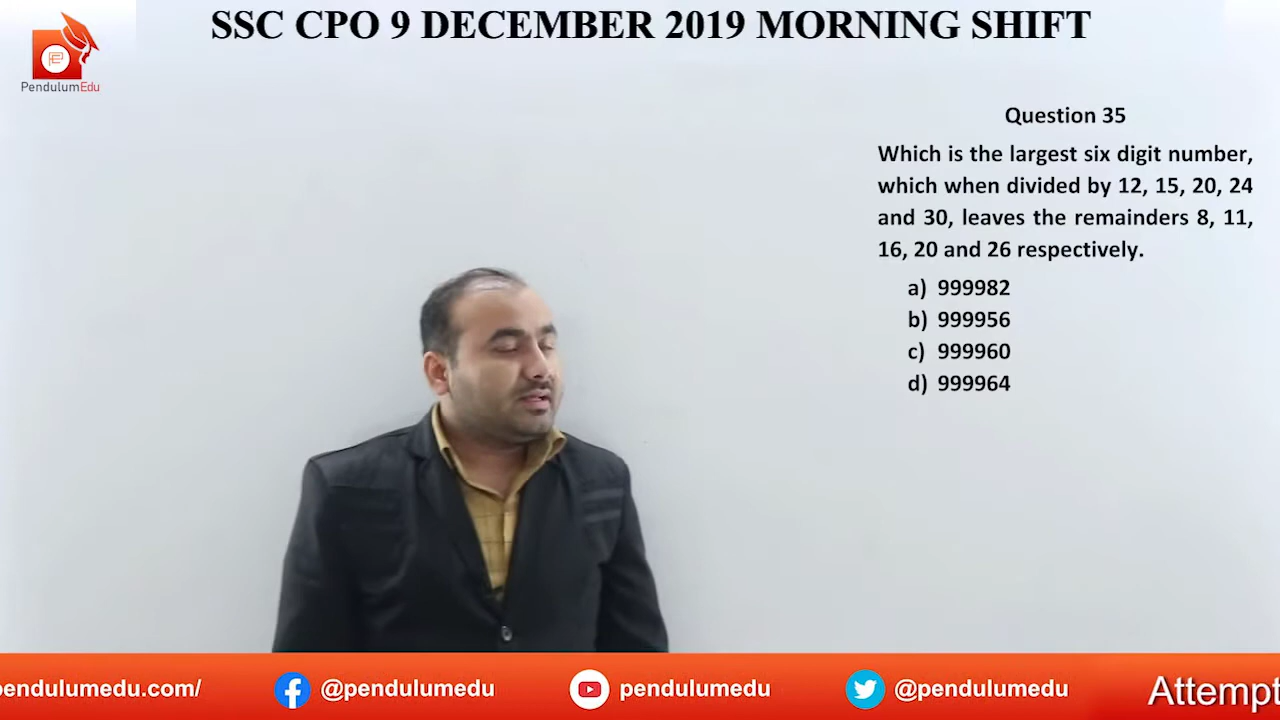 SSC CPO 9 DECEMBER 2019 MORNING SHIFT
PendulumEdu
Question 35
Which is the largest six digit number,
which when divided by 12, 15, 20, 24
and 30, leaves the remainders 8, 11,
16, 20 and 26 respectively.
a) 999982
b) 999956
c) 999960
d) 999964
pendulumedu.com/
@pendulumedu
pendulumedu
@pendulumedu
Attempt